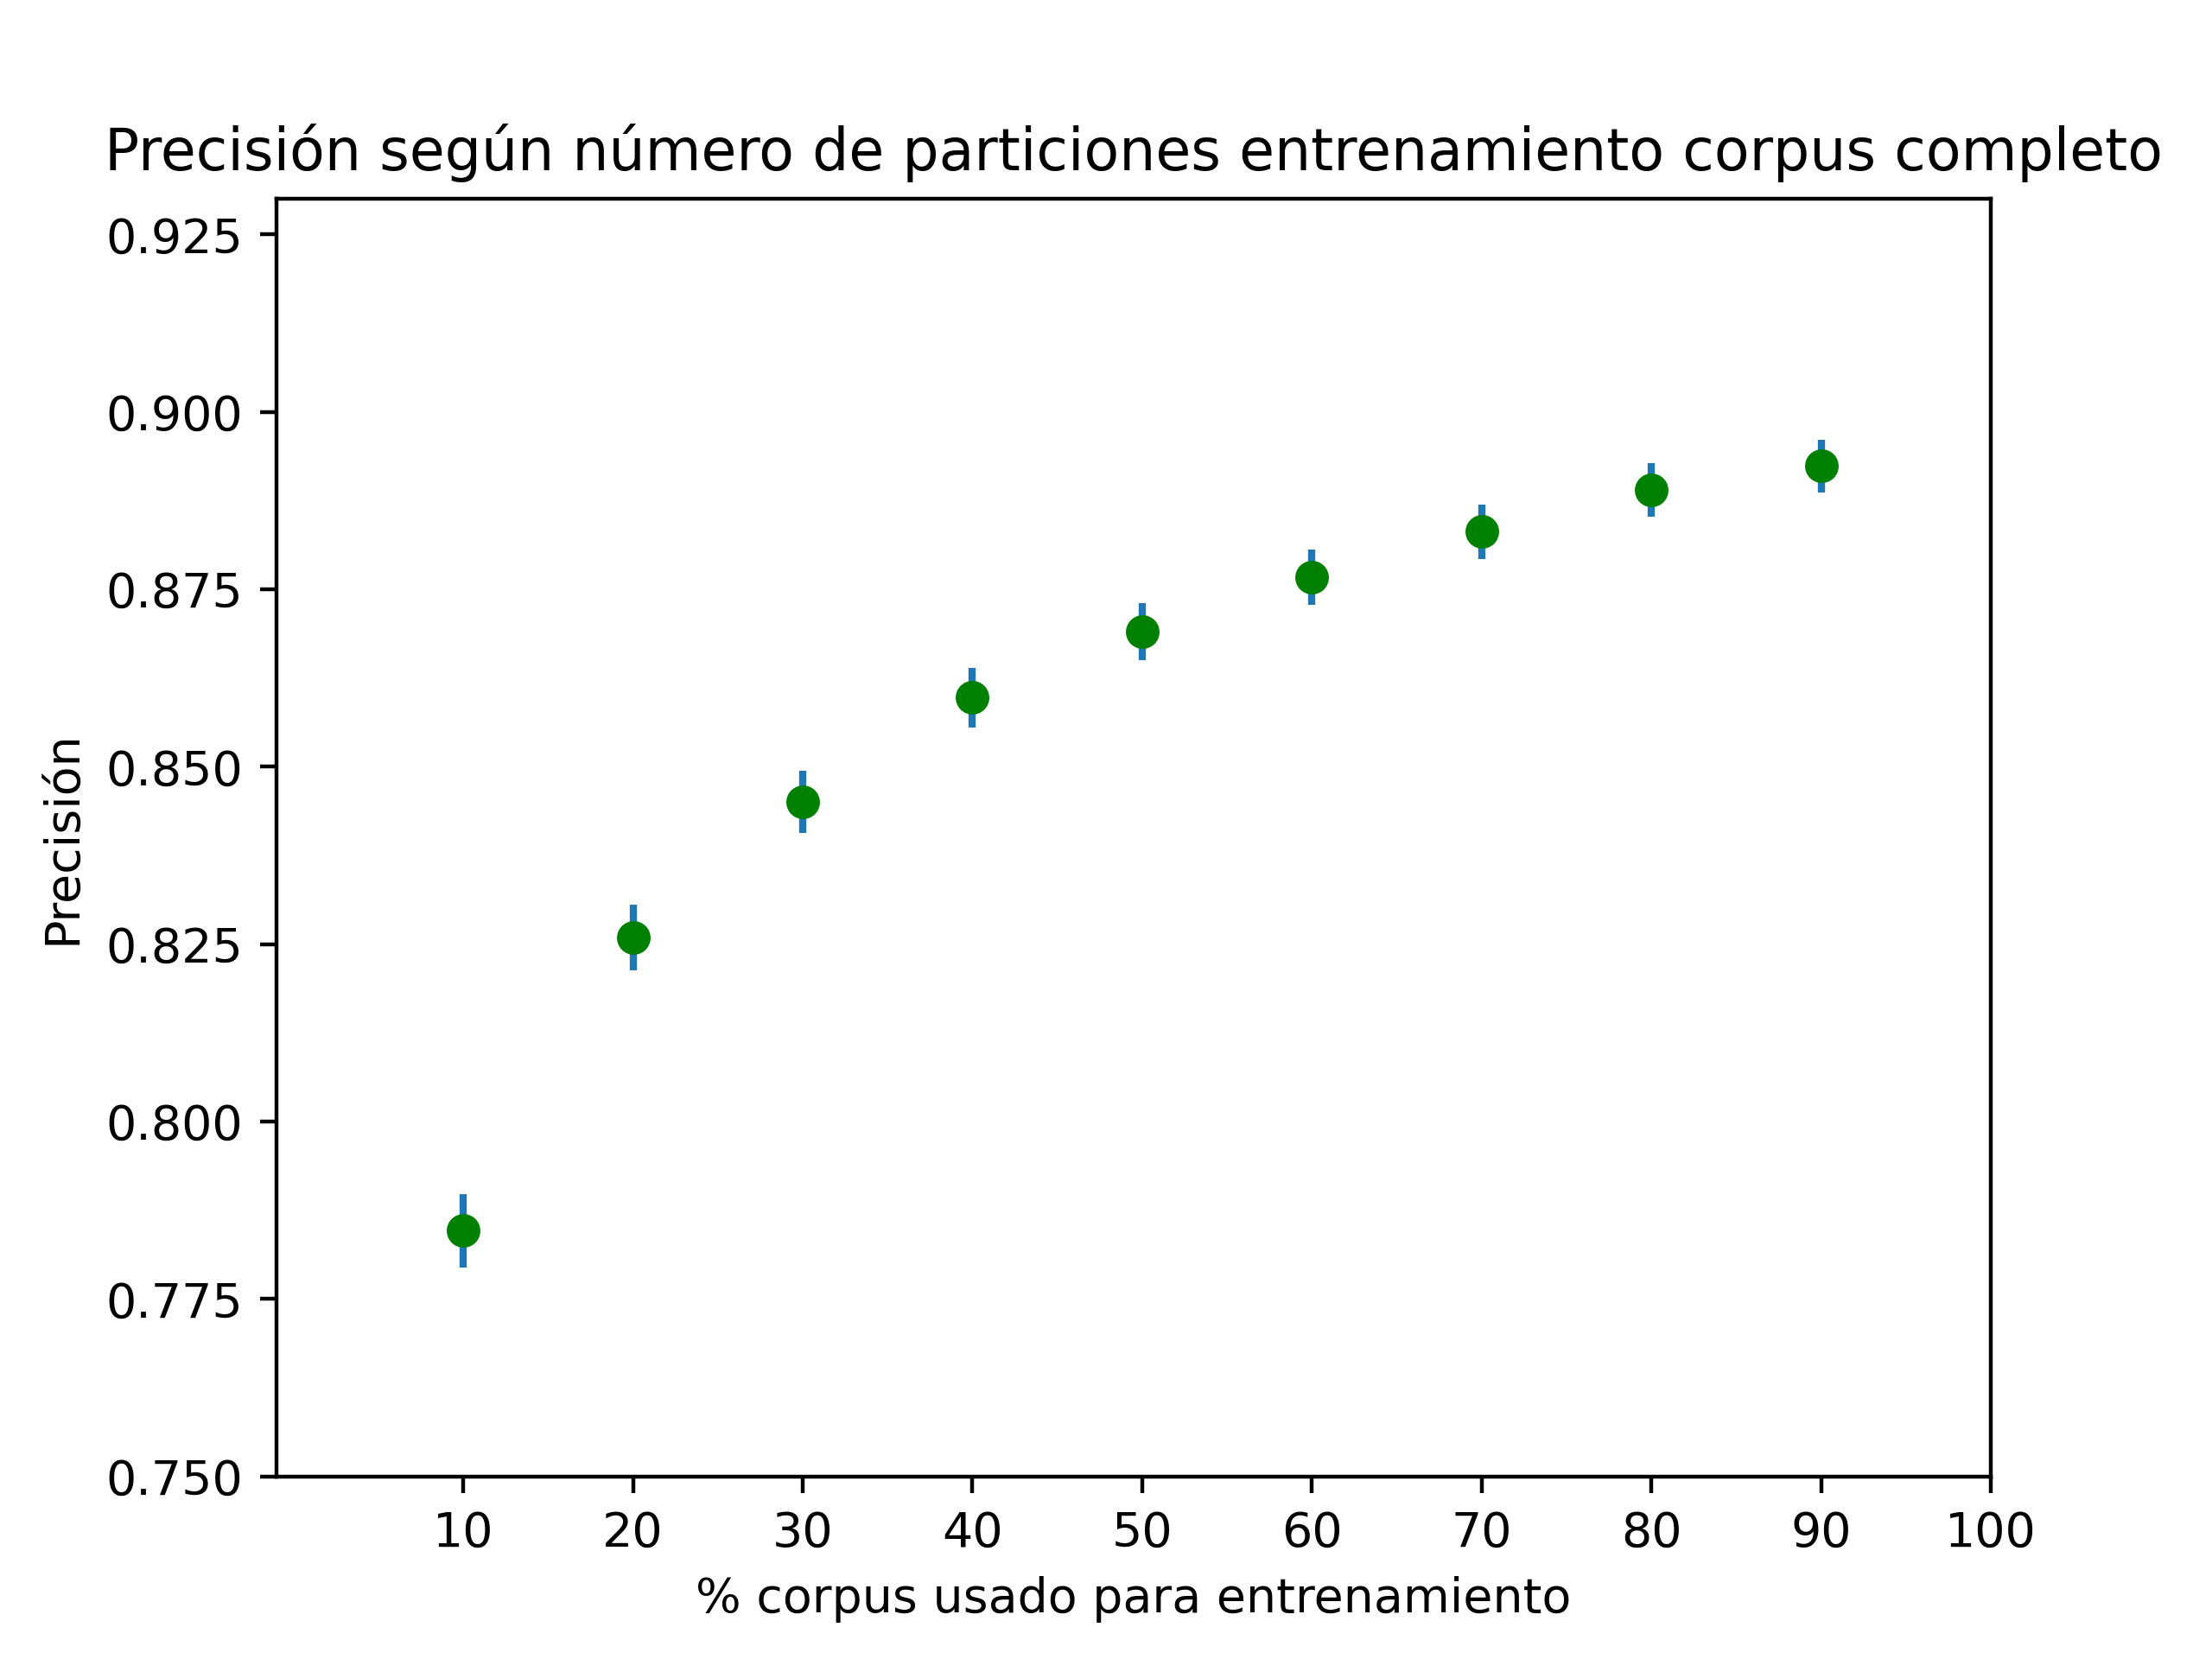 Precisión según número de particiones entrenamiento corpus completo
0.925
0.900
0.875
0.850
0.825
0.800
0.775
0.750
Precisión
10 20 30 40 50 60 70 80 90 100
% corpus usado para entrenamiento